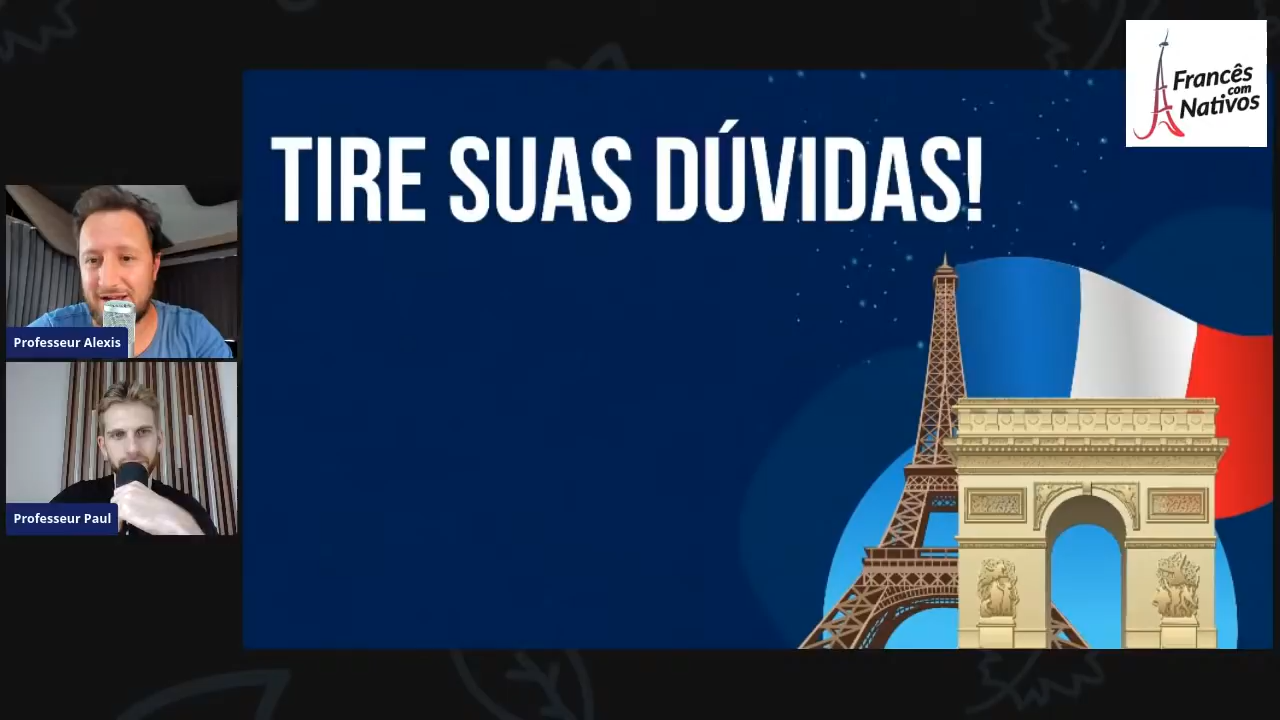 Francês
com
Nativos
TIRE SUAS DÚVIDAS!
Professeur Alexis
Professeur Paul